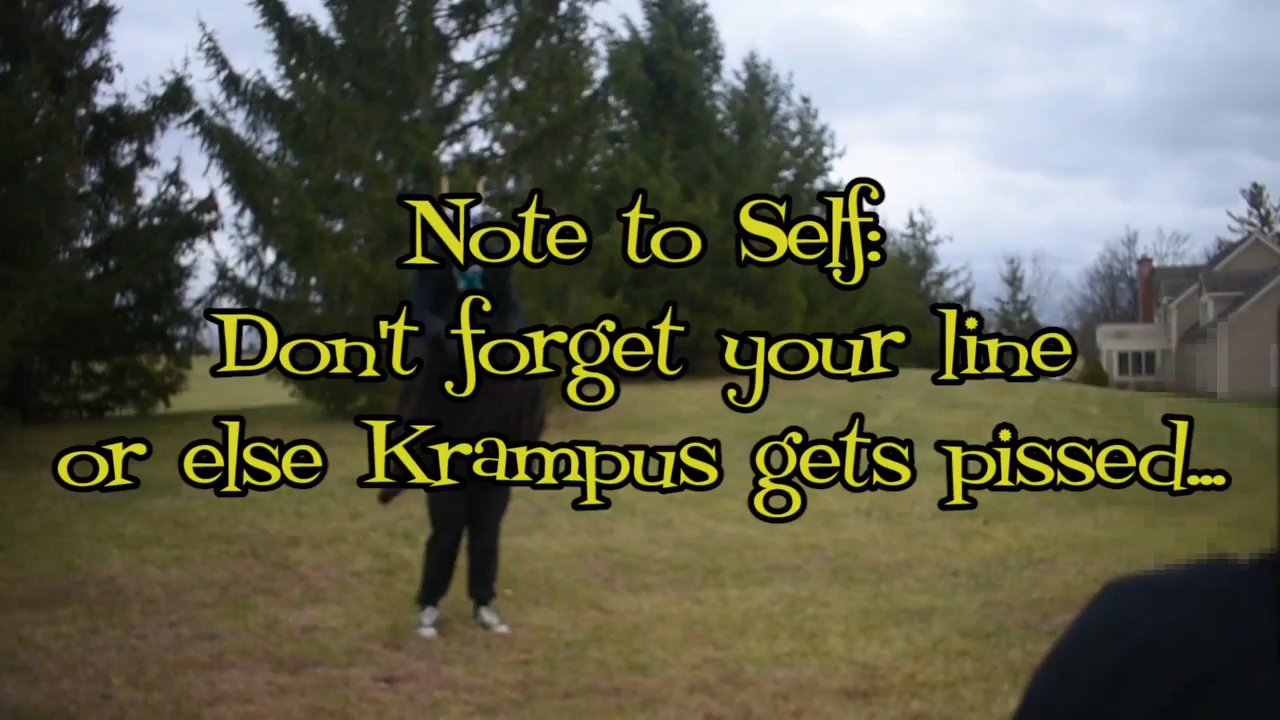 Note to Self:
Don't forget your line
or else Krampus gets pissed...